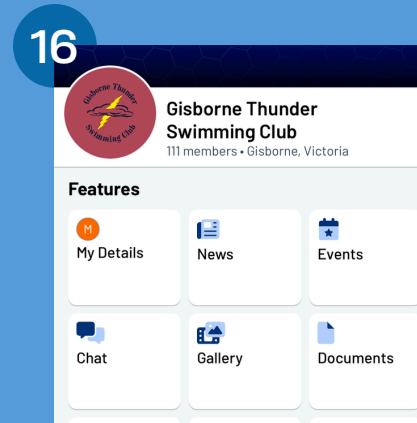 16
Gisborne Thunder
Swimming Club
Gisborne Thunder
Swimming Club
111 members • Gisborne, Victoria
Features
M
My Details
News
Events
Chat
Gallery
Documents